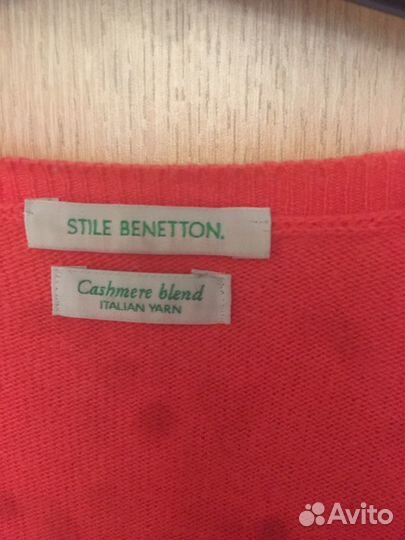 STILE BENETTON.
Cashmere blend
ITALIAN YARN
Avito